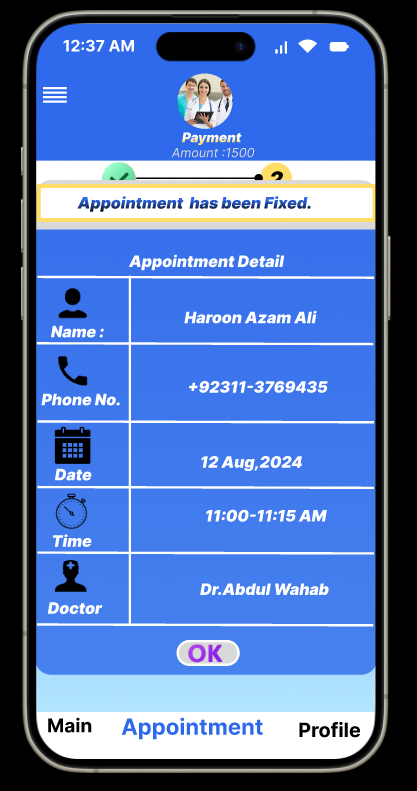 12:37 AM
Payment
Amount :1500
2
Appointment has been Fixed.
Appointment Detail
Name :
Haroon Azam Ali
Phone No.
+92311-3769435
Date
12 Aug,2024
Time
11:00-11:15 AM
Doctor
Dr.Abdul Wahab
OK
Main
Appointment
Profile